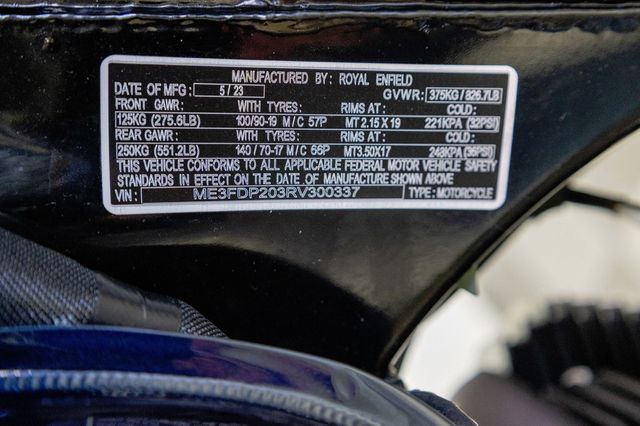 MANUFACTURED BY: ROYAL ENFIELD
DATE OF MFG: 5/23 GVWR: 375KG / 826.7LB
FRONT GAWR: WITH TYRES: RIMS AT: COLD:
125KG (275.6LB) 100/90-19 M/C 57P MT 2.15 X 19 221KPA (32PSI)
REAR GAWR: WITH TYRES: RIMS AT: COLD:
250KG (551.2LB) 140/70-17 M/C 66P MT3.50X17 248KPA (36PSI)
THIS VEHICLE CONFORMS TO ALL APPLICABLE FEDERAL MOTOR VEHICLE SAFETY
STANDARDS IN EFFECT ON THE DATE OF MANUFACTURE SHOWN ABOVE
VIN: ME3FDP203RV300337 TYPE: MOTORCYCLE